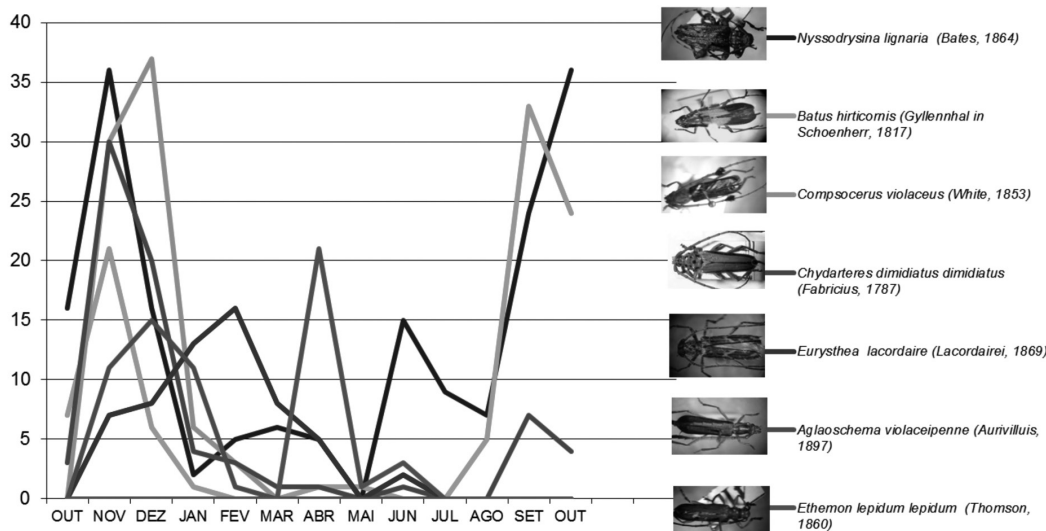 40
35
30
25
20
15
10
5
0
OUT NOV DEZ JAN FEV MAR ABR MAI JUN JUL AGO SET OUT
Nyssodrysina lignaria (Bates, 1864)
Batus hirticornis (Gyllennhal in
Schoenherr, 1817)
Compsocerus violaceus (White, 1853)
Chydarteres dimidiatus dimidiatus
(Fabricius, 1787)
Eurysthea lacordaire (Lacordairei, 1869)
Aglaoschema violaceipenne (Aurivilluis,
1897)
Ethemon lepidum lepidum (Thomson,
1860)